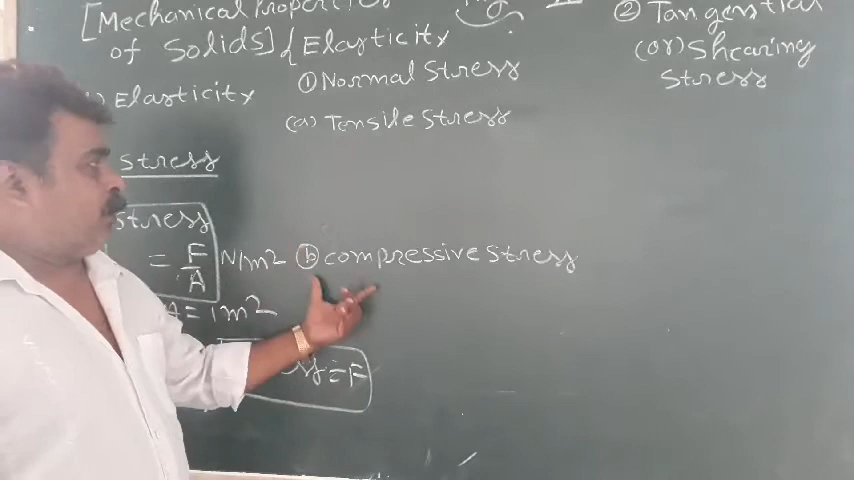 [Mechanical Properties
of Solids] { Elasticity
) Elasticity
stress
stress
= F/A N/m2
A = 1m2
= F
① Normal Stress
(a) Tensile Stress
ⓑ compressive stress
② Tangential
(or) Shearing
Stress